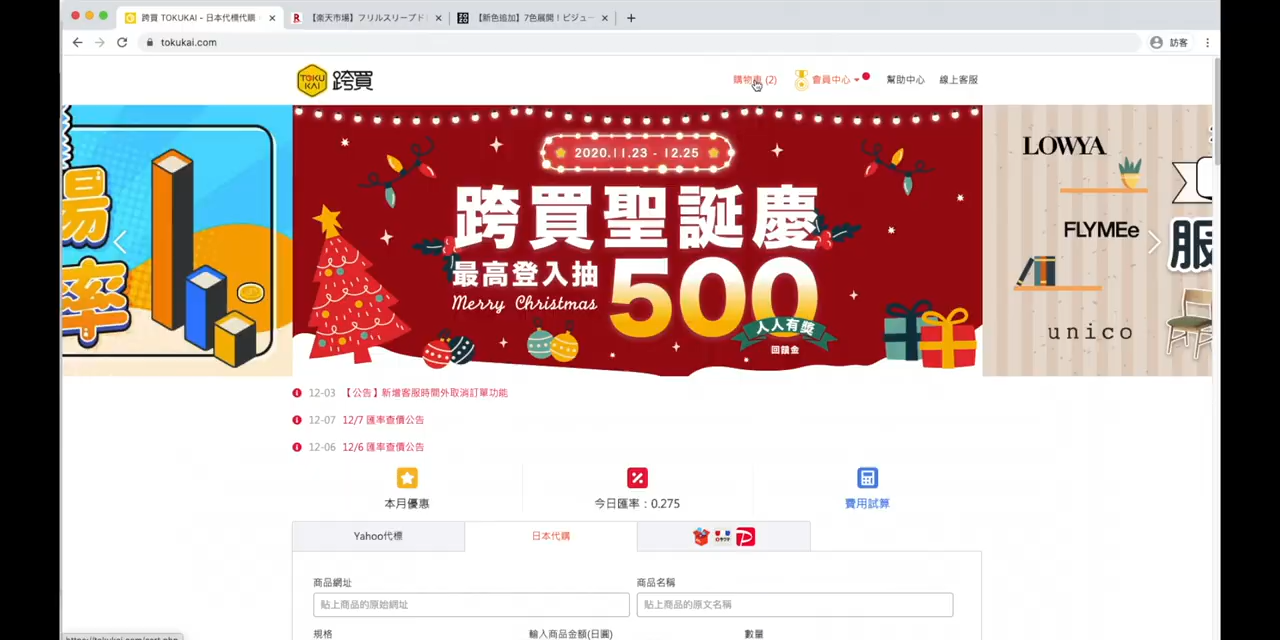 跨買 TOKUKAI - 日本代標代購
【楽天市場】フリルスリーブド
【新色追加】7色展開！ビジュー
tokukai.com
訪客
TOKU KAI 跨買
購物車 (2)
會員中心
幫助中心
線上客服
2020.11.23 - 12.25
跨買聖誕慶
最高登入抽 500
Merry Christmas
人人有獎
回饋金
場
率
LOWYA
FLYMEe
服
unico
12-03 【公告】新增客服時間外取消訂單功能
12-07 12/7 匯率查價公告
12-06 12/6 匯率查價公告
本月優惠
今日匯率：0.275
費用試算
Yahoo代標
日本代購
商品網址
商品名稱
貼上商品的原始網址
貼上商品的原文名稱
規格
輸入商品金額(日圓)
數量